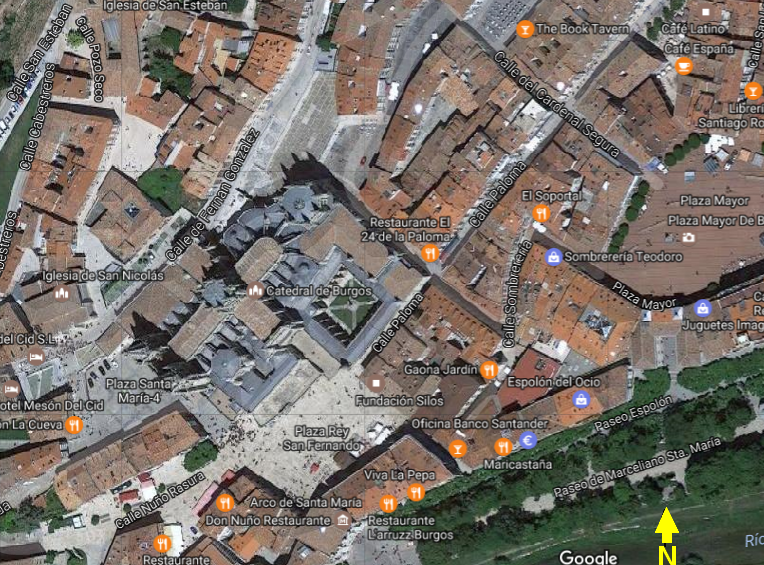 Iglesia de San Esteban
The Book Tavern
Café Latino
Café España
Calle San Esteban
Calle Pozo Seco
Calle Cabestreros
Calle del Cardenal Segura
Santiago Ro
Calle de Fernan Gonzalez
Calle Paloma
El Soportal
Plaza Mayor
Plaza Mayor De B
Restaurante El
24 de la Paloma
Sombrerería Teodoro
Calle Sombrerería
Iglesia de San Nicolás
Catedral de Burgos
Plaza Mayor
Juguetes Imag
Calle Paloma
del Cid S.L
Gaona Jardín
Espolón del Ocio
Plaza Santa
María-4
Fundación Silos
otel Mesón Del Cid
ón La Cueva
Oficina Banco Santander
Paseo Espolón
Plaza Rey
San Fernando
Maricastaña
Paseo de Marceliano Sta. María
Viva La Pepa
Calle Nuño Rasura
Arco de Santa María
Don Nuño Restaurante
Restaurante
L'arruzz Burgos
Restaurante
Google
N
Río